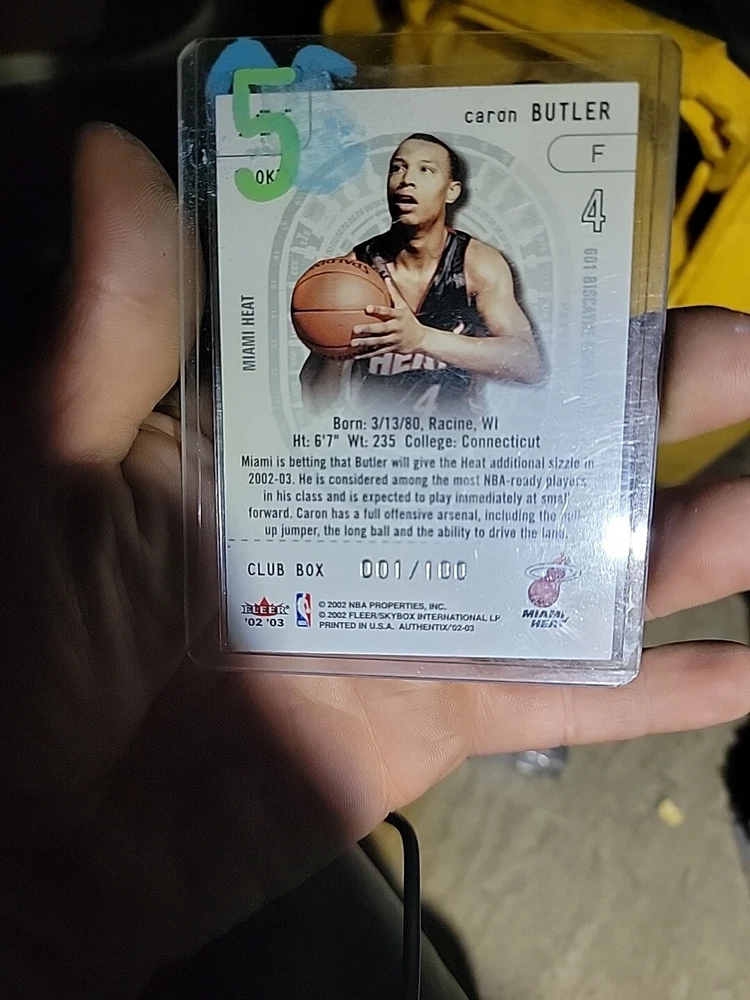 5
caron BUTLER
F
4
MIAMI HEAT
SPALDING
HEAT
4
Born: 3/13/80, Racine, WI
Ht: 6'7" Wt: 235 College: Connecticut
Miami is betting that Butler will give the Heat additional sizzle in
2002-03. He is considered among the most NBA-ready players
in his class and is expected to play immediately at small
forward. Caron has a full offensive arsenal, including the
up jumper, the long ball and the ability to drive the land.
CLUB BOX 001/100
FLEER
'02 '03
© 2002 NBA PROPERTIES, INC.
© 2002 FLEER/SKYBOX INTERNATIONAL LP
PRINTED IN U.S.A. AUTHENTIX/'02-03
MIAMI
HEAT